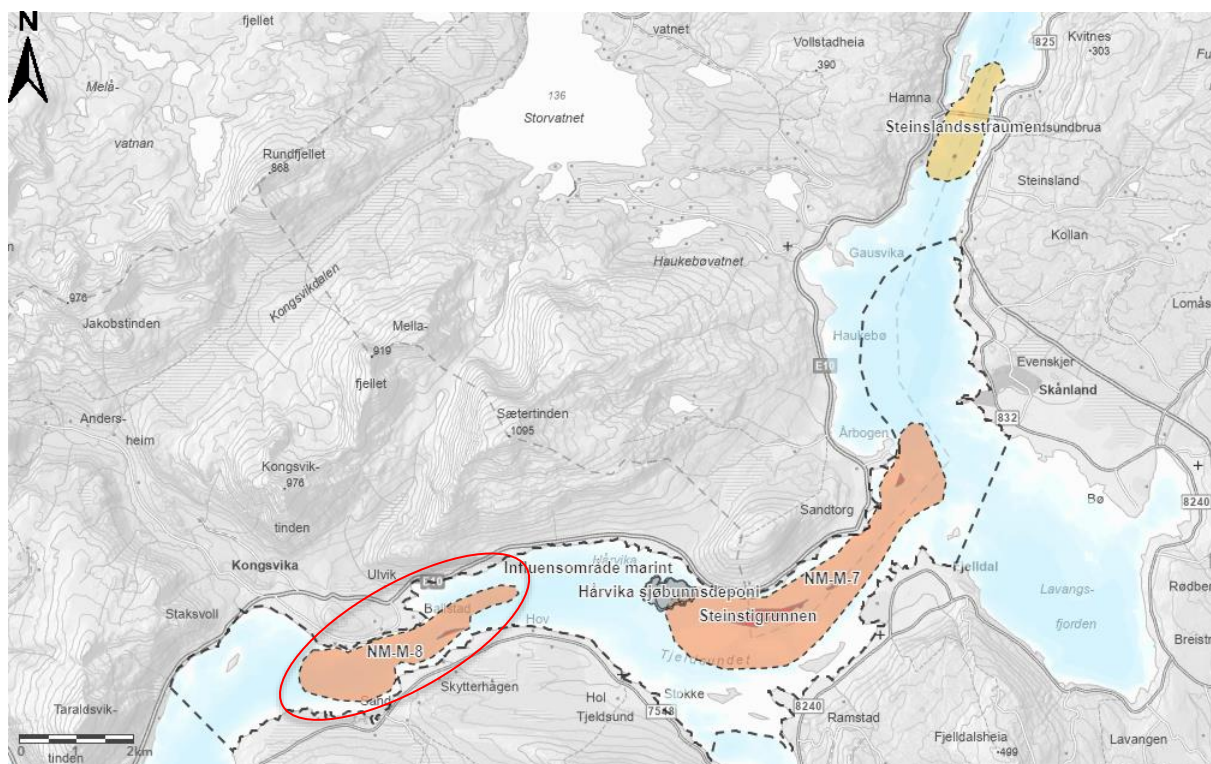 N
fjellet
vatnet
Vollstadheia
390
825
Kvitnes
303
Melå-
vatnan
136
Storvatnet
Hamna
Steinslandsstraumen
sundbrua
Rundfjellet
868
Steinsland
Kollan
Gausvika
Haukebøvatnet
Kongsvikdalen
976
Jakobstinden
Mella-
919
fjellet
Haukebø
E10
Lomås
Evenskjer
Skånland
832
Sætertinden
1095
Anders-
heim
Årbogen
Kongsvik-
976
tinden
Sandtorg
Bø
8240
Kongsvika
Ulvik
Hårvika
Influensområde marint
Hårvika sjøbunnsdeponi
NM-M-7
Fjelldal
Lavangs-
fjorden
Rødber
Staksvoll
E10
Ballstad
Hov
Steinstigrunnen
Breistr
NM-M-8
Tjeldsundet
Skytterhågen
Sand
Stokke
Hol
Tjeldsund
7548
8240
Ramstad
Taraldsvik-
tinden
Fjelldalsheia
499
Lavangen
0 1 2km